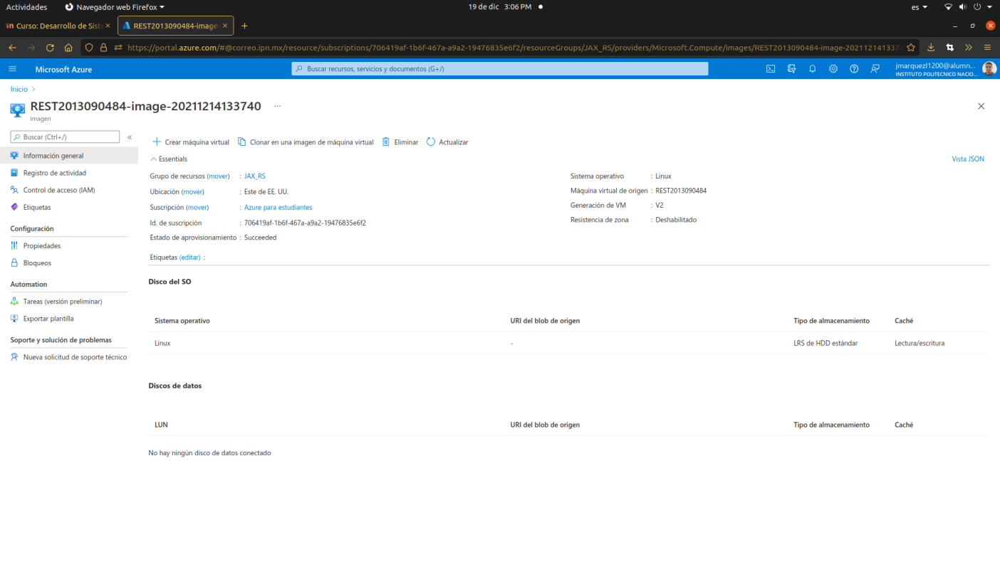 Actividades
Navegador web Firefox
19 de dic 3:06 PM
es
Curso: Desarrollo de Siste
REST2013090484-image-
https://portal.azure.com/#@correo.ipn.mx/resource/subscriptions/706419af-1b6f-467a-a9a2-19476835e6f2/resourceGroups/JAX_RS/providers/Microsoft.Compute/images/REST2013090484-image-2021121413374
Microsoft Azure
Buscar recursos, servicios y documentos (G+/)
jmarquezl1200@alumn...
INSTITUTO POLITECNICO NACIO...
Inicio
REST2013090484-image-20211214133740
...
Imagen
Buscar (Ctrl+/)
Información general
Registro de actividad
Control de acceso (IAM)
Etiquetas
Configuración
Propiedades
Bloqueos
Automation
Tareas (versión preliminar)
Exportar plantilla
Soporte y solución de problemas
Nueva solicitud de soporte técnico
Crear máquina virtual
Clonar en una imagen de máquina virtual
Eliminar
Actualizar
Essentials
Vista JSON
Grupo de recursos (mover) : JAX_RS
Ubicación (mover) : Este de EE. UU.
Suscripción (mover) : Azure para estudiantes
Id. de suscripción : 706419af-1b6f-467a-a9a2-19476835e6f2
Estado de aprovisionamiento : Succeeded
Sistema operativo : Linux
Máquina virtual de origen : REST2013090484
Generación de VM : V2
Resistencia de zona : Deshabilitado
Etiquetas (editar) :
Disco del SO
Sistema operativo URI del blob de origen Tipo de almacenamiento Caché
Linux - LRS de HDD estándar Lectura/escritura
Discos de datos
LUN URI del blob de origen Tipo de almacenamiento Caché
No hay ningún disco de datos conectado